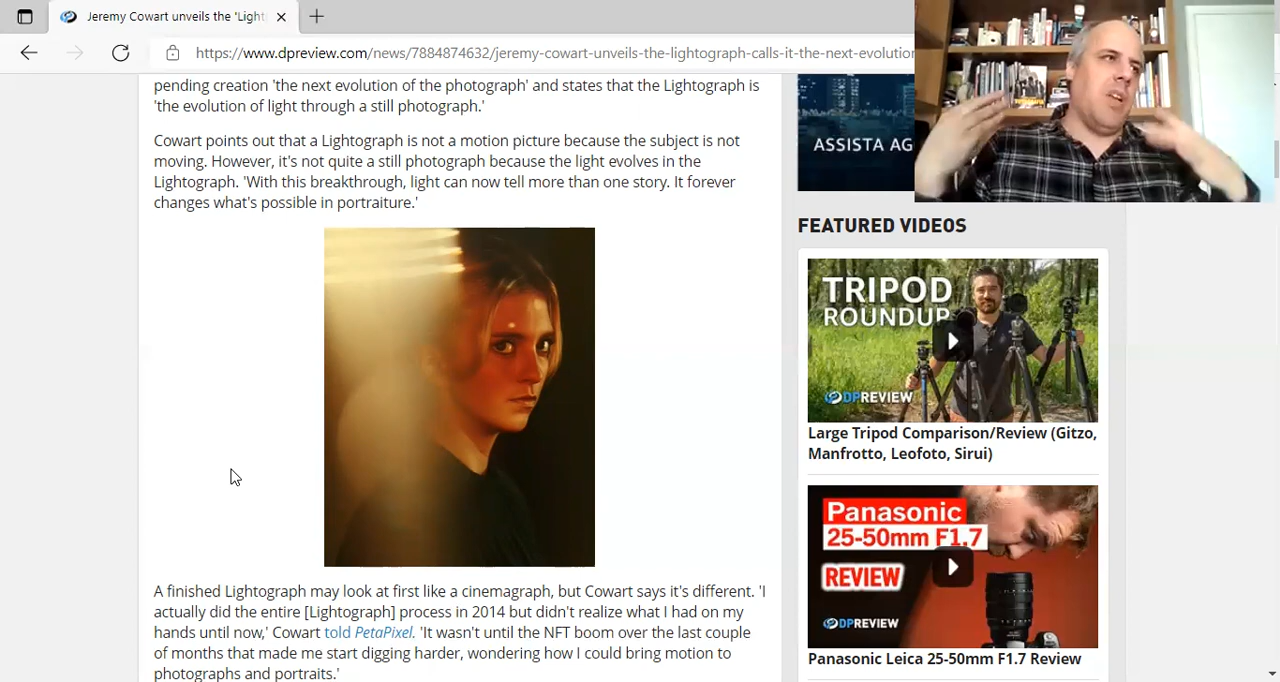 Jeremy Cowart unveils the 'Light
https://www.dpreview.com/news/7884874632/jeremy-cowart-unveils-the-lightograph-calls-it-the-next-evolution
pending creation 'the next evolution of the photograph' and states that the Lightograph is
'the evolution of light through a still photograph.'
Cowart points out that a Lightograph is not a motion picture because the subject is not
moving. However, it's not quite a still photograph because the light evolves in the
Lightograph. 'With this breakthrough, light can now tell more than one story. It forever
changes what's possible in portraiture.'
A finished Lightograph may look at first like a cinemagraph, but Cowart says it's different. 'I
actually did the entire [Lightograph] process in 2014 but didn't realize what I had on my
hands until now,' Cowart told PetaPixel. 'It wasn't until the NFT boom over the last couple
of months that made me start digging harder, wondering how I could bring motion to
photographs and portraits.'
ASSISTA AG
FEATURED VIDEOS
TRIPOD
ROUNDUP
DPREVIEW
Large Tripod Comparison/Review (Gitzo,
Manfrotto, Leofoto, Sirui)
Panasonic
25-50mm F1.7
REVIEW
DPREVIEW
Panasonic Leica 25-50mm F1.7 Review